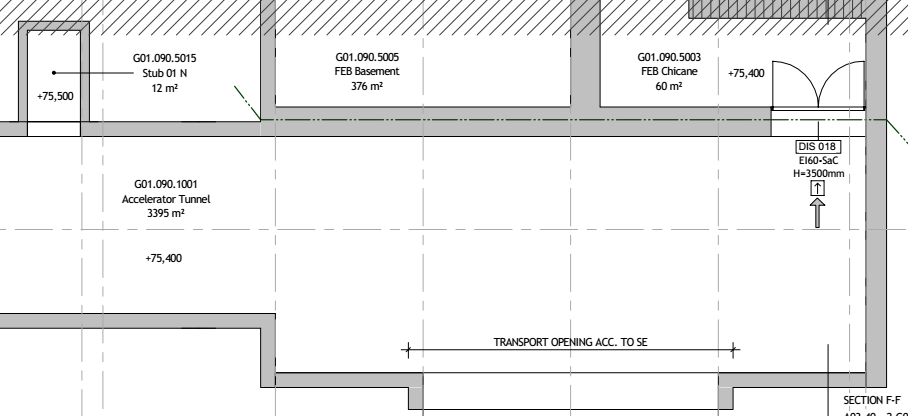 G01.090.5015
Stub 01 N
12 m²
+75,500
G01.090.5005
FEB Basement
376 m²
G01.090.5003
FEB Chicane
60 m²
+75,400
DIS 018
EI60-SaC
H=3500mm
G01.090.1001
Accelerator Tunnel
3395 m²
+75,400
TRANSPORT OPENING ACC. TO SE
SECTION F-F